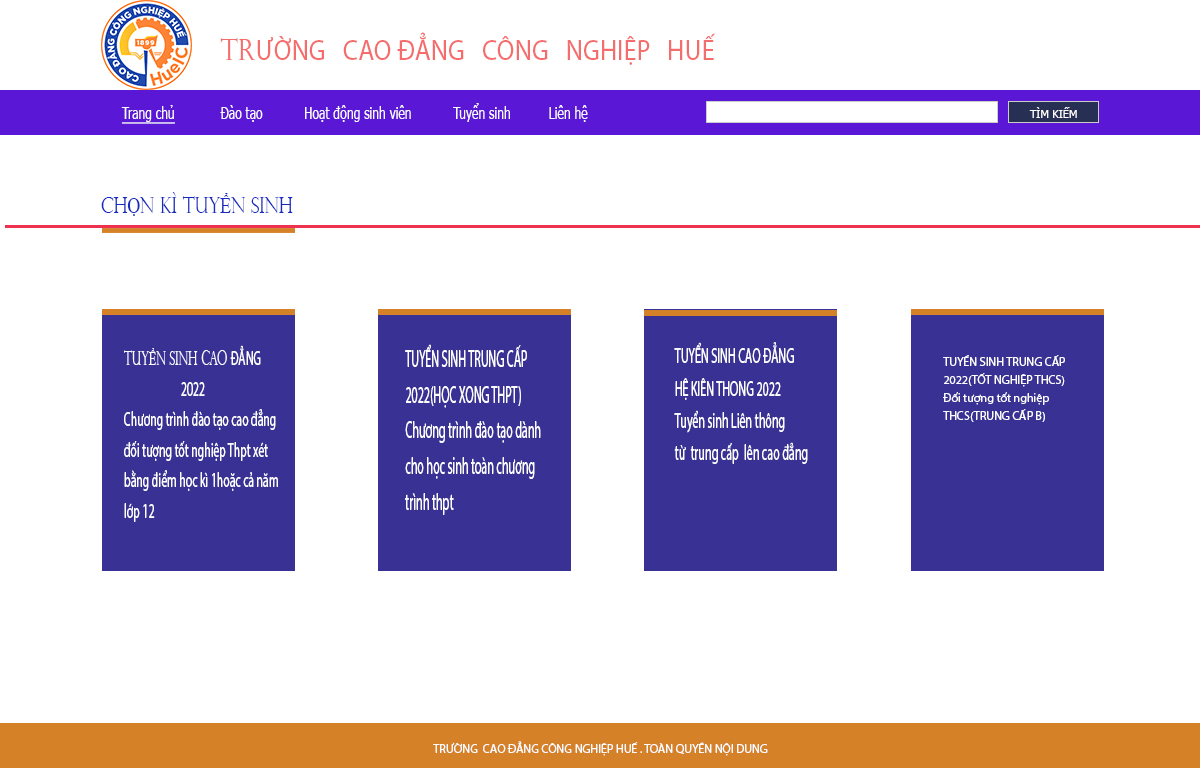 CAO ĐẲNG CÔNG NGHIỆP HUẾ
1899
HueIC
TRƯỜNG CAO ĐẲNG CÔNG NGHIỆP HUẾ
Trang chủ Đào tạo Hoạt động sinh viên Tuyển sinh Liên hệ TÌM KIẾM
CHỌN KÌ TUYỂN SINH
TUYỂN SINH CAO ĐẲNG
2022
Chương trình đào tạo cao đẳng
đối tượng tốt nghiệp Thpt xét
bằng điểm học kì 1hoặc cả năm
lớp 12
TUYỂN SINH TRUNG CẤP
2022(HỌC XONG THPT)
Chương trình đào tạo dành
cho học sinh toàn chương
trình thpt
TUYỂN SINH CAO ĐẲNG
HỆ KIÊN THONG 2022
Tuyển sinh Liên thông
từ trung cấp lên cao đẳng
TUYỂN SINH TRUNG CẤP
2022(TỐT NGHIỆP THCS)
Đối tượng tốt nghiệp
THCS(TRUNG CẤP B)
TRƯỜNG CAO ĐẲNG CÔNG NGHIỆP HUẾ . TOÀN QUYỀN NỘI DUNG